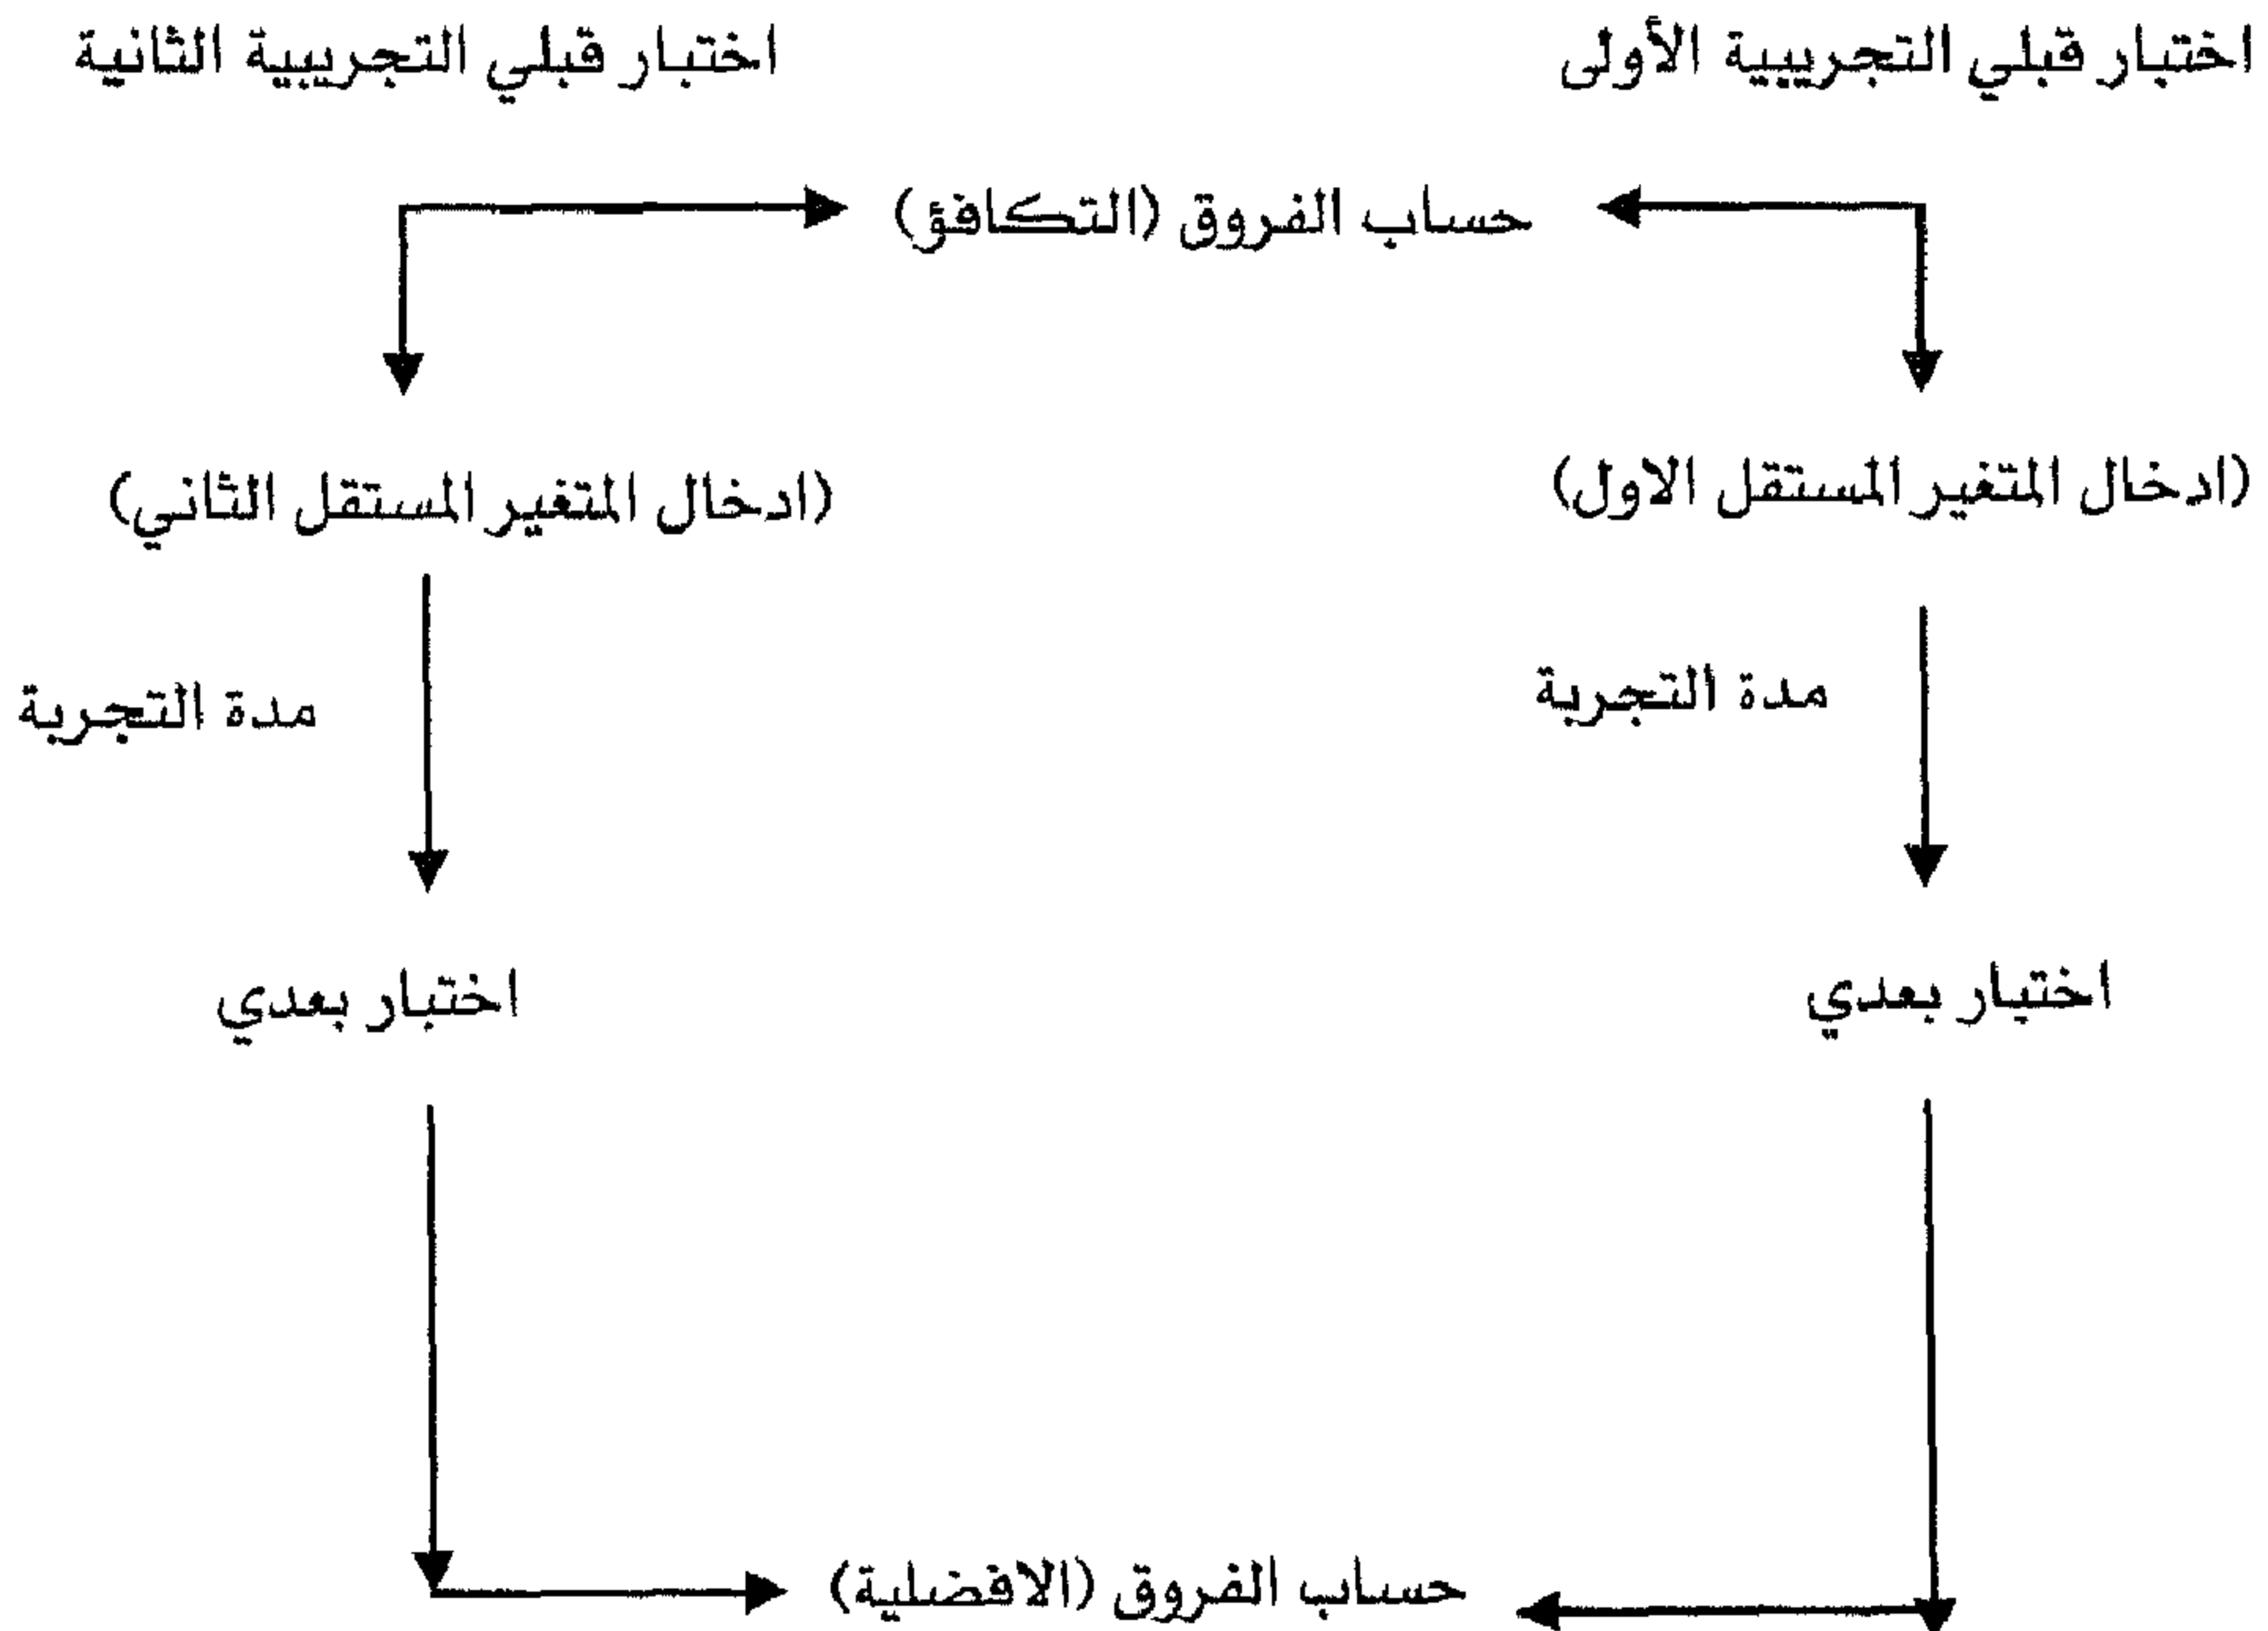 اختبار قبلي التجريبية الأولى
اختبار قبلي التجريبية الثانية
حساب الفروق (التكافؤ)
(ادخال المتغير المستقل الاول)
(ادخال المتغير المستقل الثاني)
مدة التجربة
مدة التجربة
اختبار بعدي
اختبار بعدي
حساب الفروق (الافضلية)